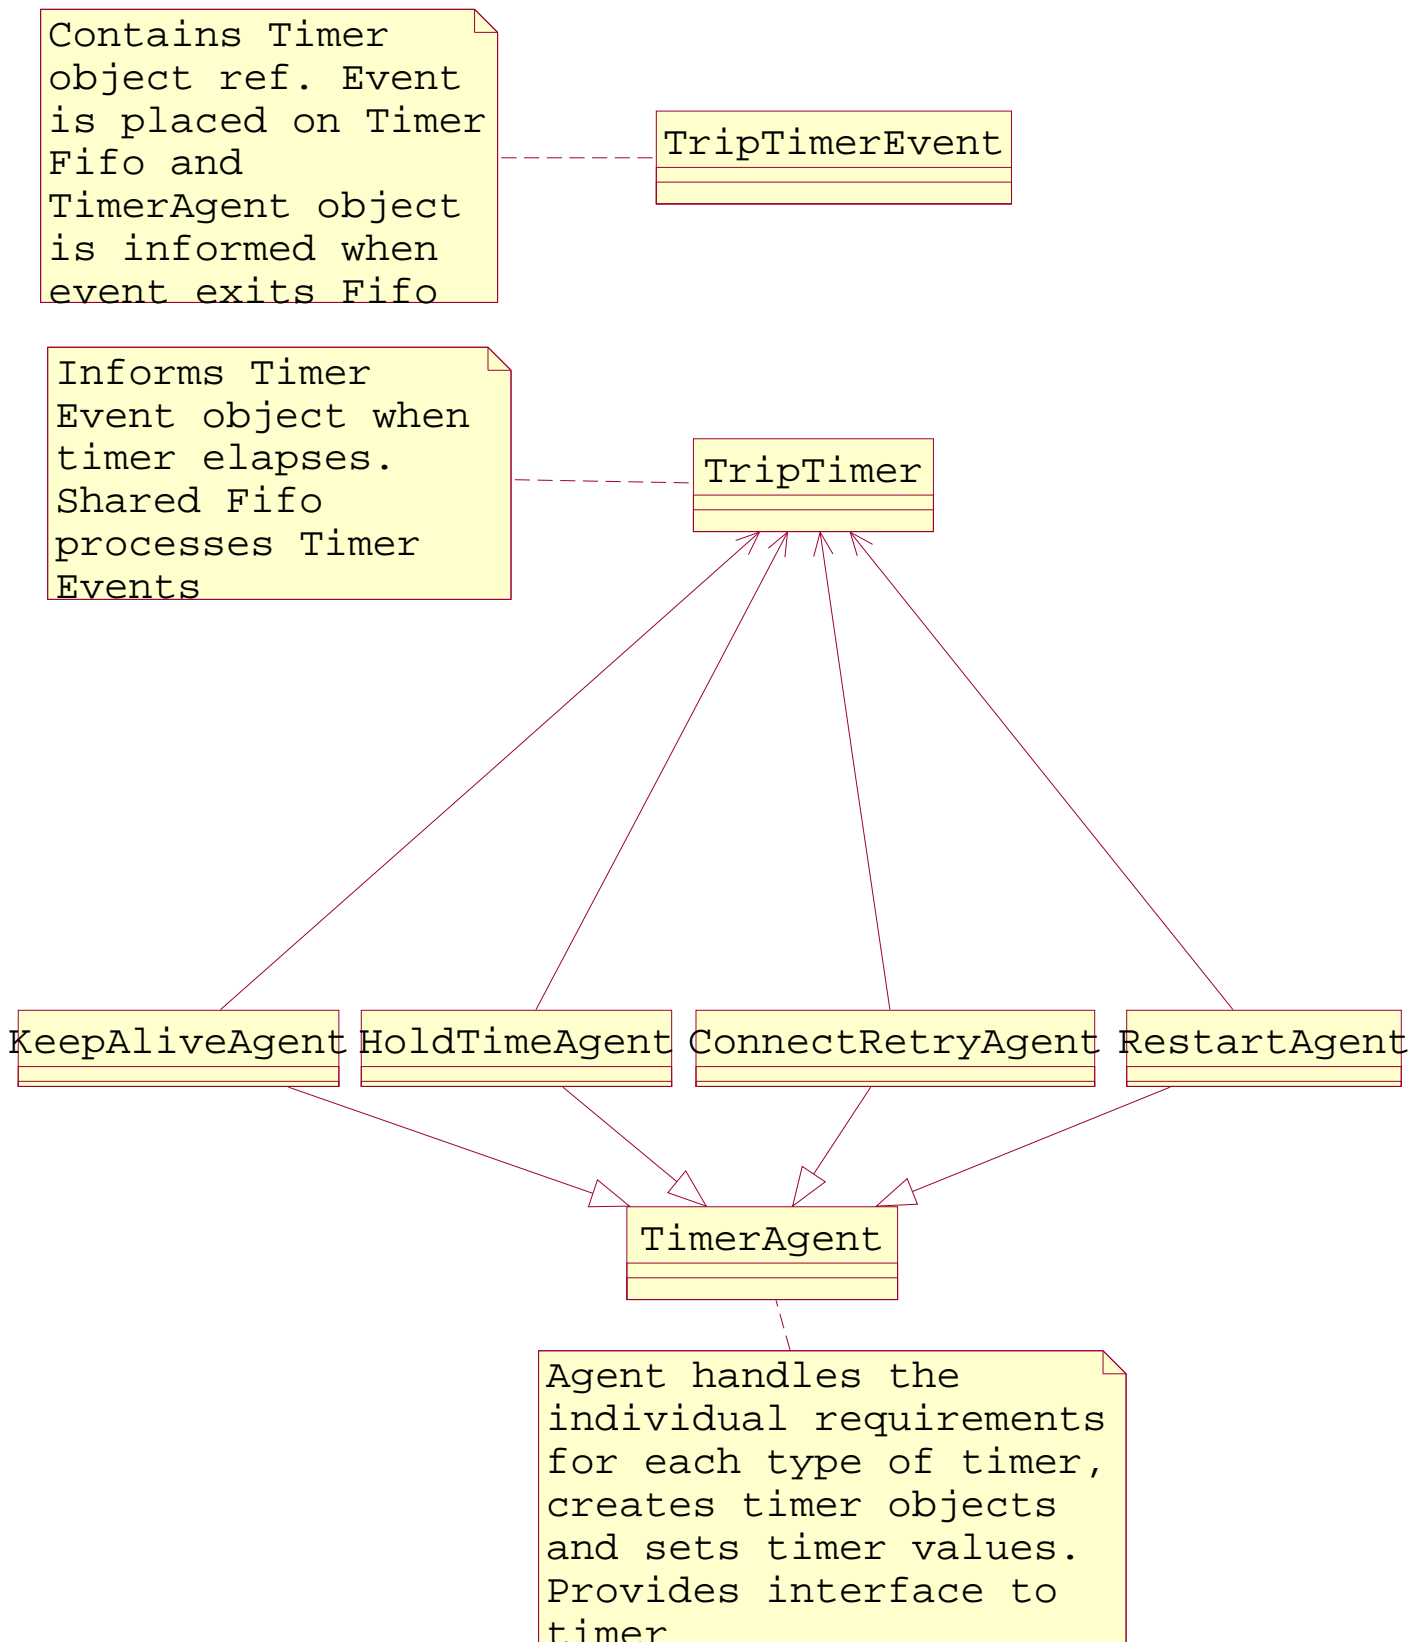 Contains Timer
object ref. Event
is placed on Timer
Fifo and
TimerAgent object
is informed when
event exits Fifo
TripTimerEvent
Informs Timer
Event object when
timer elapses.
Shared Fifo
processes Timer
Events
TripTimer
KeepAliveAgent
HoldTimeAgent
ConnectRetryAgent
RestartAgent
TimerAgent
Agent handles the
individual requirements
for each type of timer,
creates timer objects
and sets timer values.
Provides interface to
timer